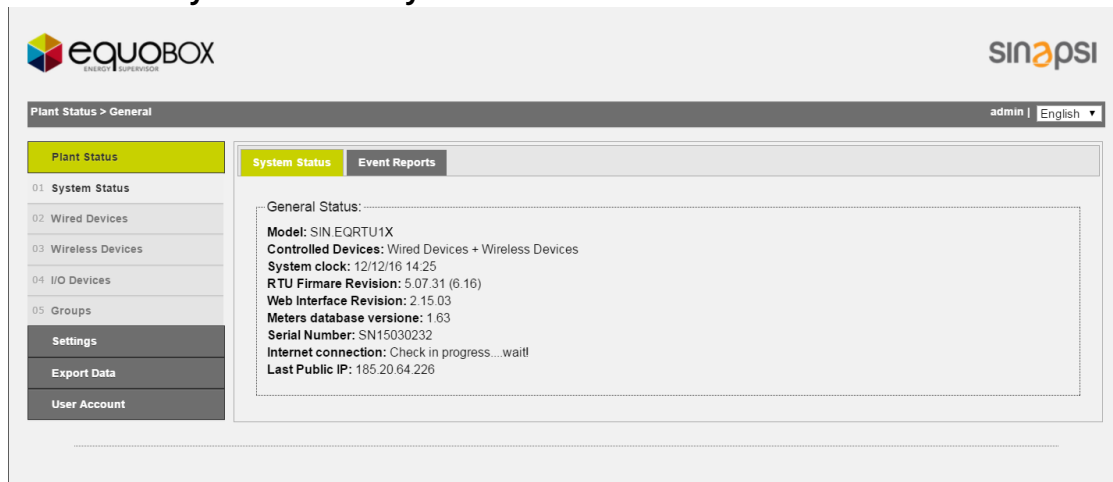 equoBOX
ENERGY SUPERVISOR
sinapsi
Plant Status > General
admin | English
Plant Status
01 System Status
02 Wired Devices
03 Wireless Devices
04 I/O Devices
05 Groups
Settings
Export Data
User Account
System Status
Event Reports
General Status:
Model: SIN.EQRTU1X
Controlled Devices: Wired Devices + Wireless Devices
System clock: 12/12/16 14:25
RTU Firmare Revision: 5.07.31 (6.16)
Web Interface Revision: 2.15.03
Meters database versione: 1.63
Serial Number: SN15030232
Internet connection: Check in progress....wait!
Last Public IP: 185.20.64.226